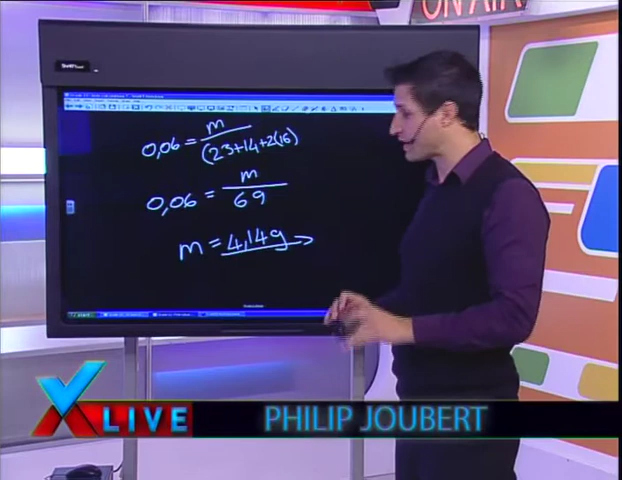 ON AIR
0,06 = m
(23+14+2(16)
0,06 = m
69
m = 4,14g
X LIVE
PHILIP JOUBERT